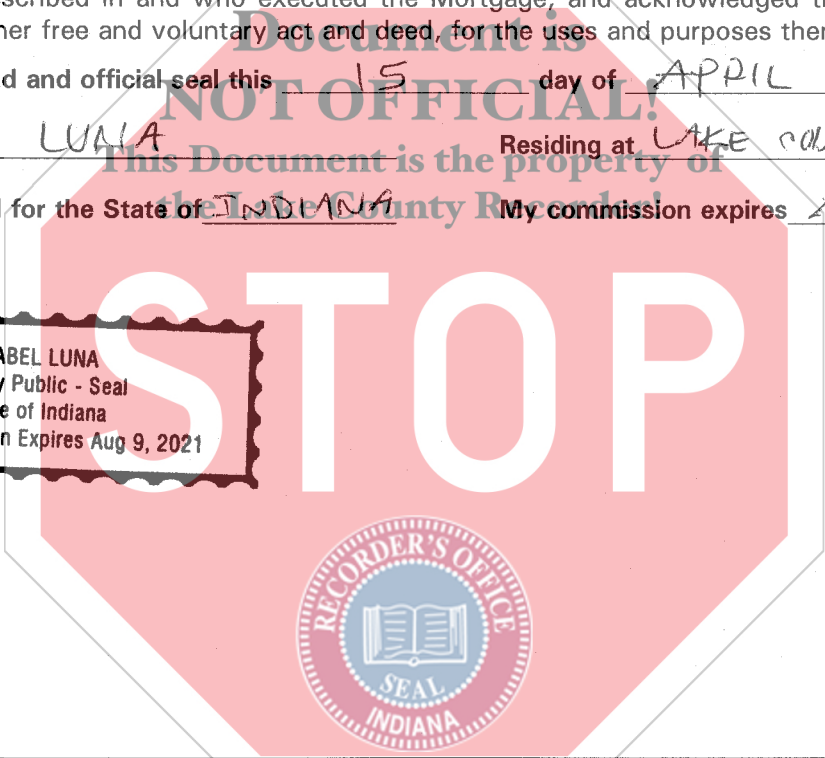 scribed in and who executed the Mortgage, and acknowledged
her free and voluntary act and deed, for the uses and purposes
Document is
d and official seal this 15 day of APRIL
NOT OFFICIAL!
LUNA Residing at LAKE
This Document is the property of
for the State of INDIANA My commission expires
the Lake County Recorder!
STOP
ABEL LUNA
Public - Seal
e of Indiana
n Expires Aug 9, 2021
RECORDER'S OFFICE
SEAL
INDIANA